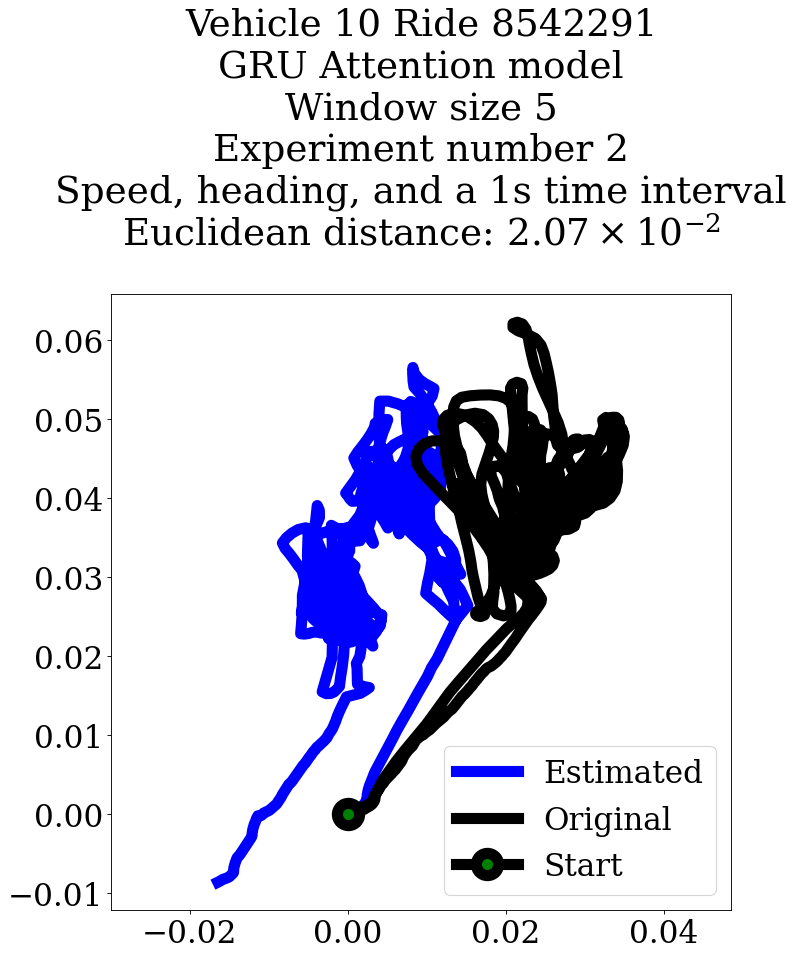 Vehicle 10 Ride 8542291
GRU Attention model
Window size 5
Experiment number 2
Speed, heading, and a 1s time interval
Euclidean distance: 2.07 × 10⁻²
0.06
0.05
0.04
0.03
0.02
0.01
0.00
−0.01
Estimated
Original
Start
−0.02 0.00 0.02 0.04